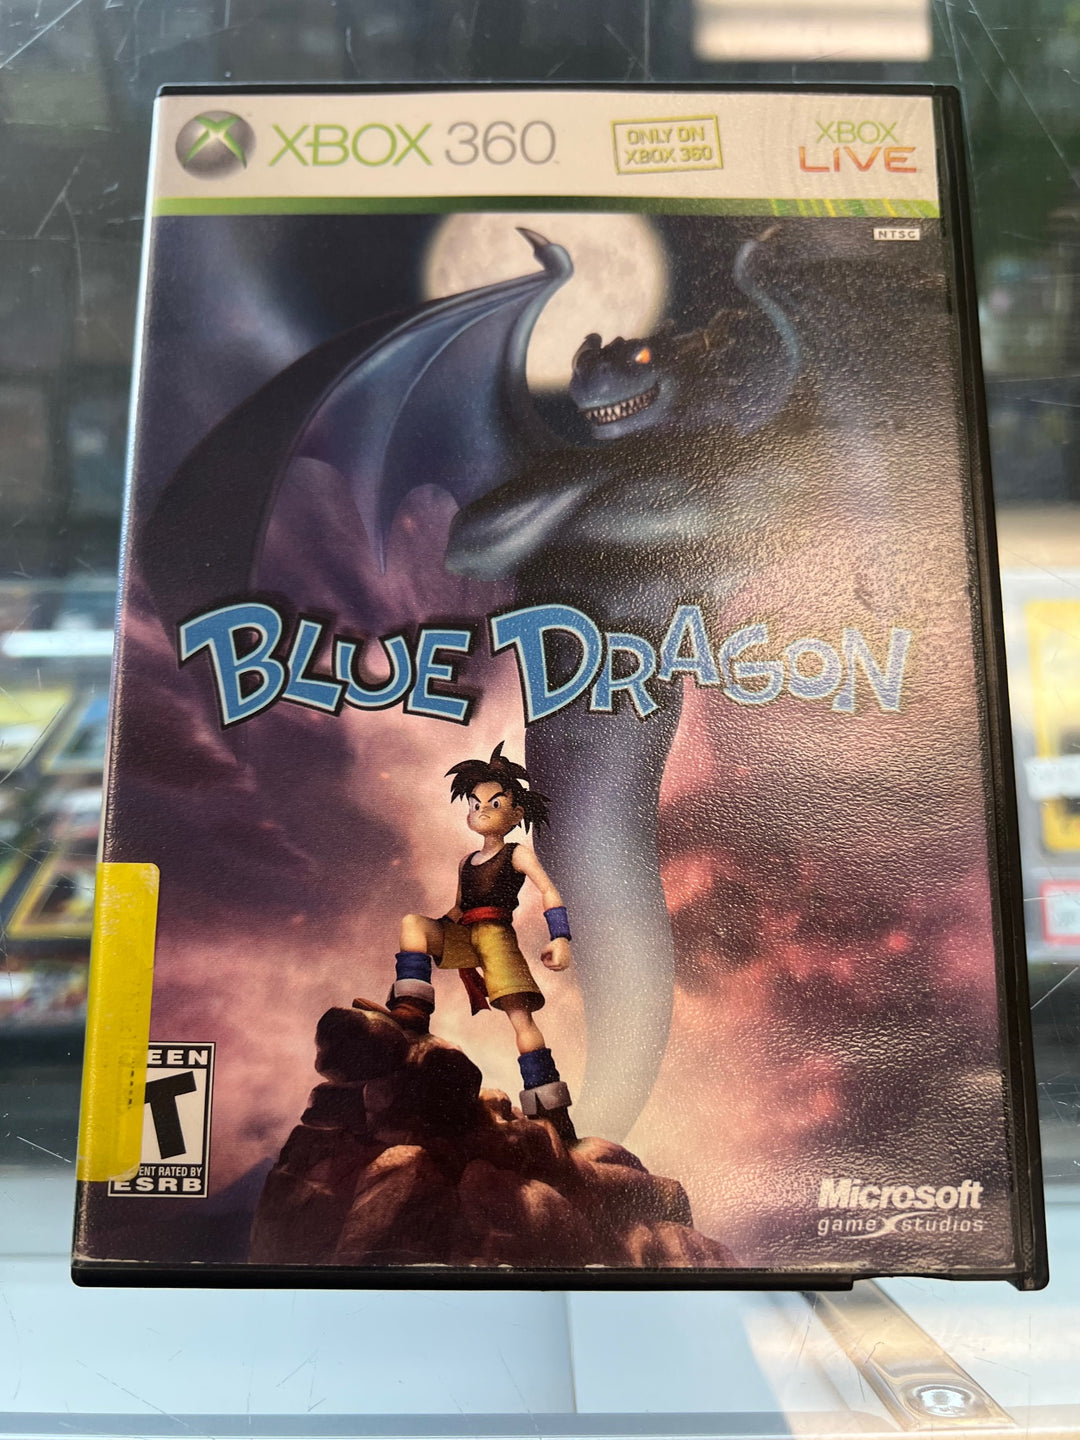 XBOX 360
ONLY ON
XBOX 360
XBOX
LIVE
NTSC
BLUE DRAGON
EEN
T
ENT RATED BY
ESRB
Microsoft
game studios